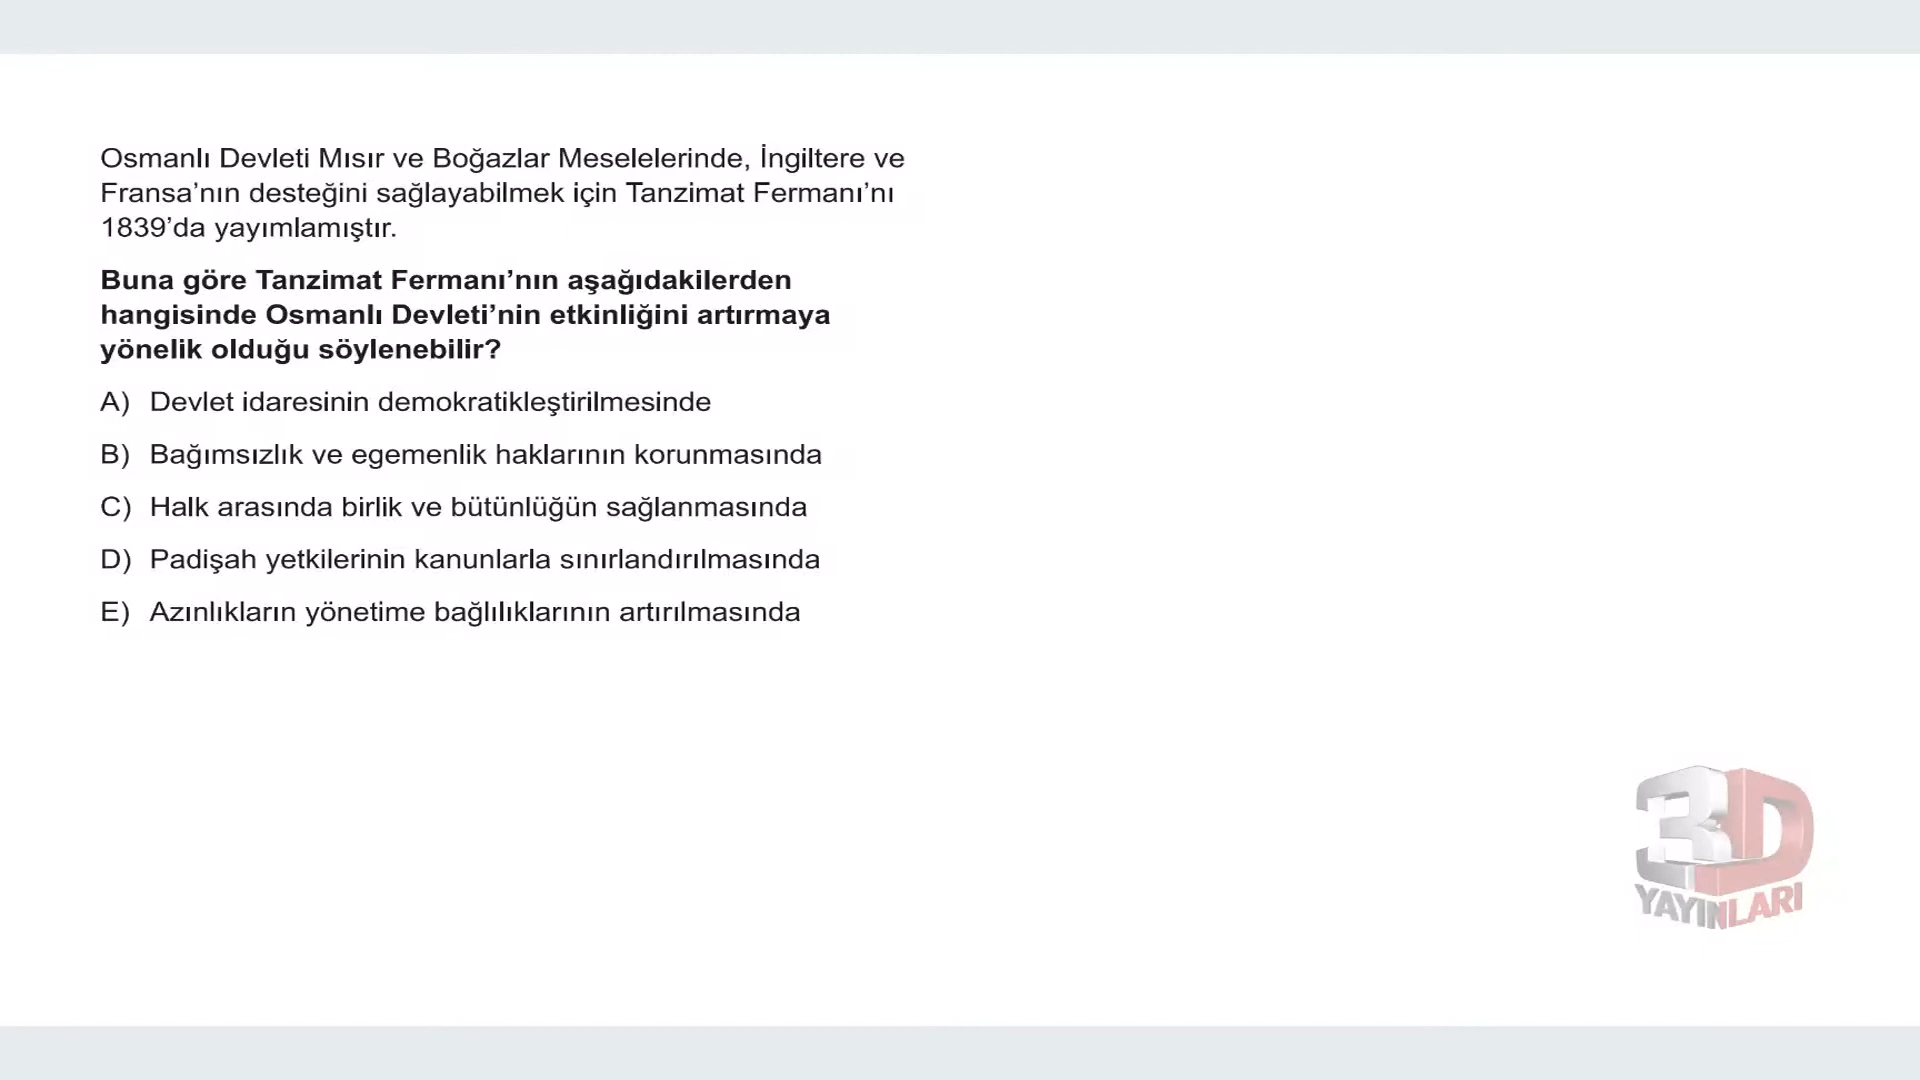 Osmanlı Devleti Mısır ve Boğazlar Meselelerinde, İngiltere ve
Fransa’nın desteğini sağlayabilmek için Tanzimat Fermanı’nı
1839’da yayımlamıştır.
Buna göre Tanzimat Fermanı’nın aşağıdakilerden
hangisinde Osmanlı Devleti’nin etkinliğini artırmaya
yönelik olduğu söylenebilir?
A) Devlet idaresinin demokratikleştirilmesinde
B) Bağımsızlık ve egemenlik haklarının korunmasında
C) Halk arasında birlik ve bütünlüğün sağlanmasında
D) Padişah yetkilerinin kanunlarla sınırlandırılmasında
E) Azınlıkların yönetime bağlılıklarının artırılmasında
3D
YAYINLARI